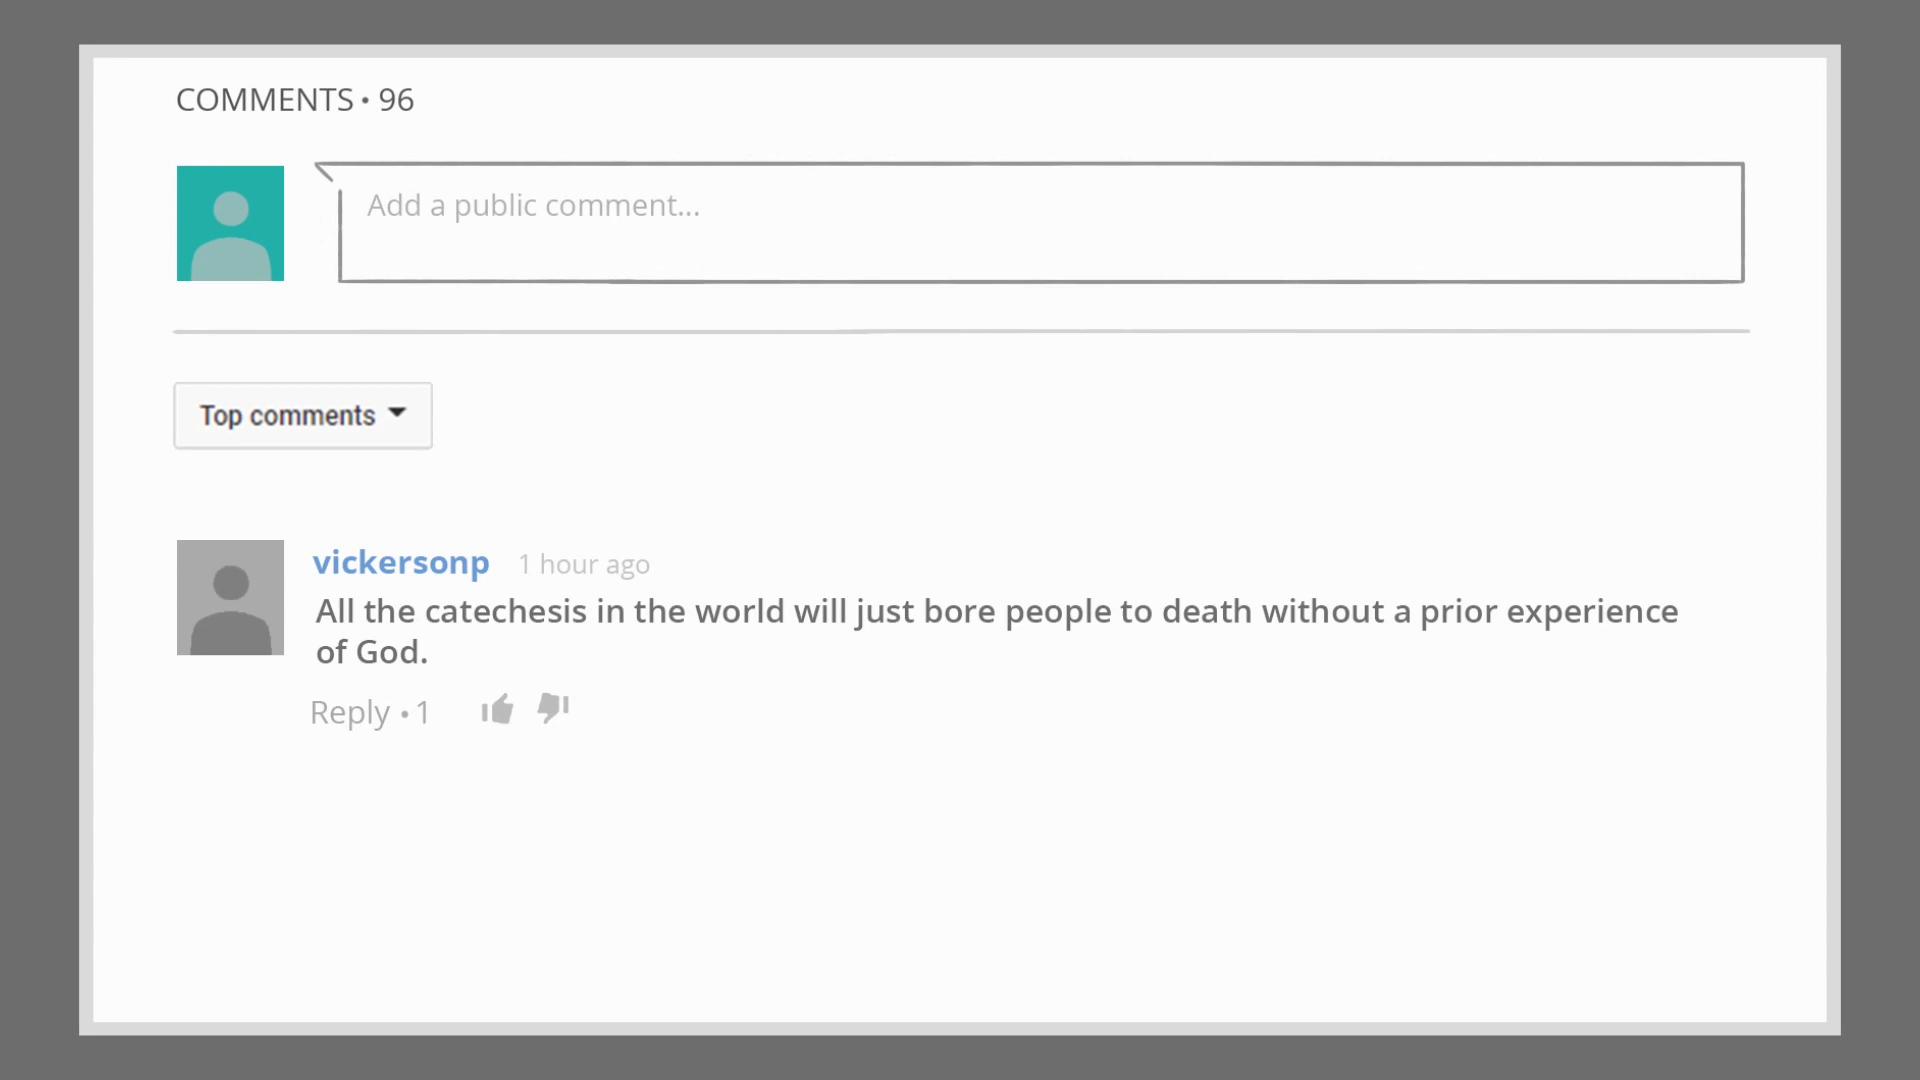 COMMENTS • 96
Add a public comment...
Top comments
vickersonp 1 hour ago
All the catechesis in the world will just bore people to death without a prior experience
of God.
Reply • 1